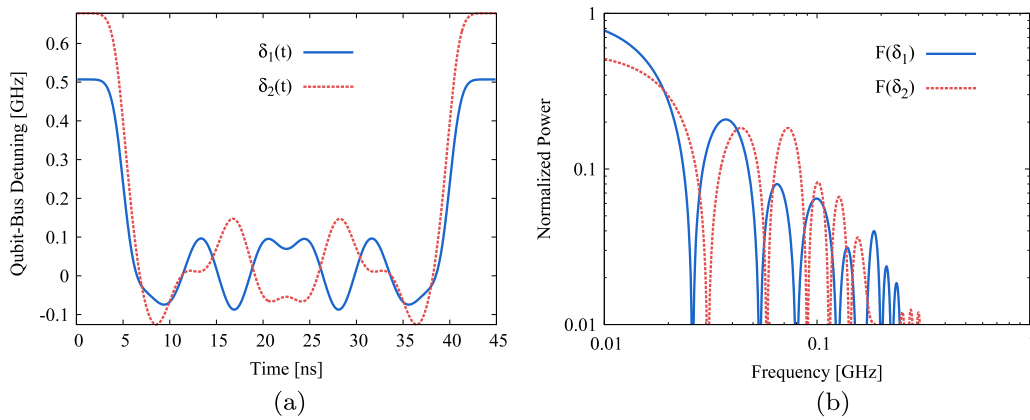 0.6
0.5
0.4
0.3
0.2
0.1
0
-0.1
0 5 10 15 20 25 30 35 40 45
Qubit-Bus Detuning [GHz]
Time [ns]
δ₁(t)
δ₂(t)
(a)
1
0.1
0.01
0.01 0.1
Normalized Power
Frequency [GHz]
F(δ₁)
F(δ₂)
(b)